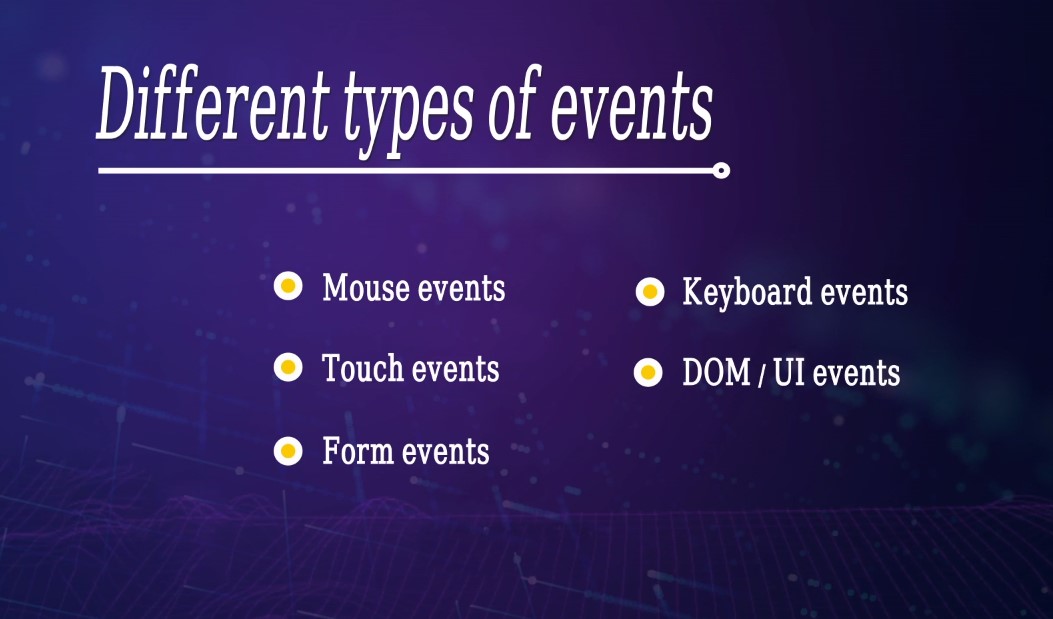 Different types of events
Mouse events
Touch events
Form events
Keyboard events
DOM / UI events